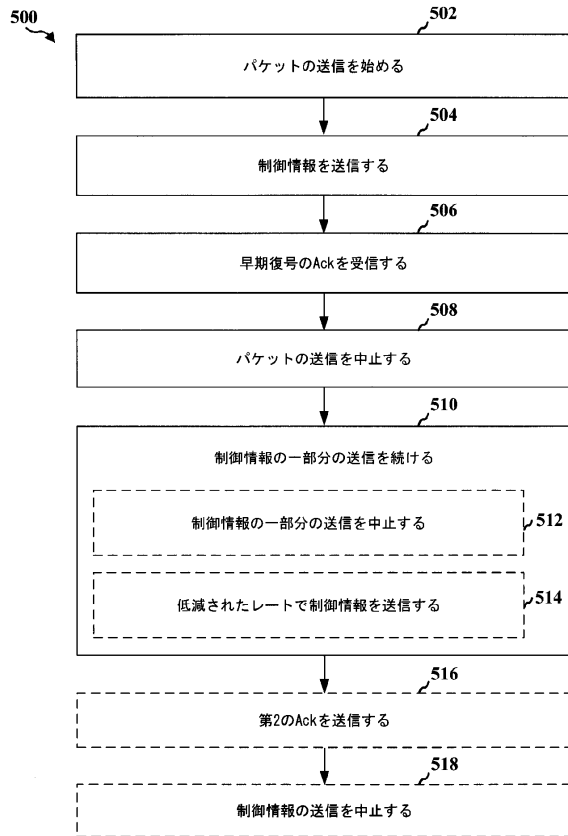 500
502
パケットの送信を始める
504
制御情報を送信する
506
早期復号のAckを受信する
508
パケットの送信を中止する
510
制御情報の一部分の送信を続ける
制御情報の一部分の送信を中止する
512
低減されたレートで制御情報を送信する
514
516
第2のAckを送信する
518
制御情報の送信を中止する